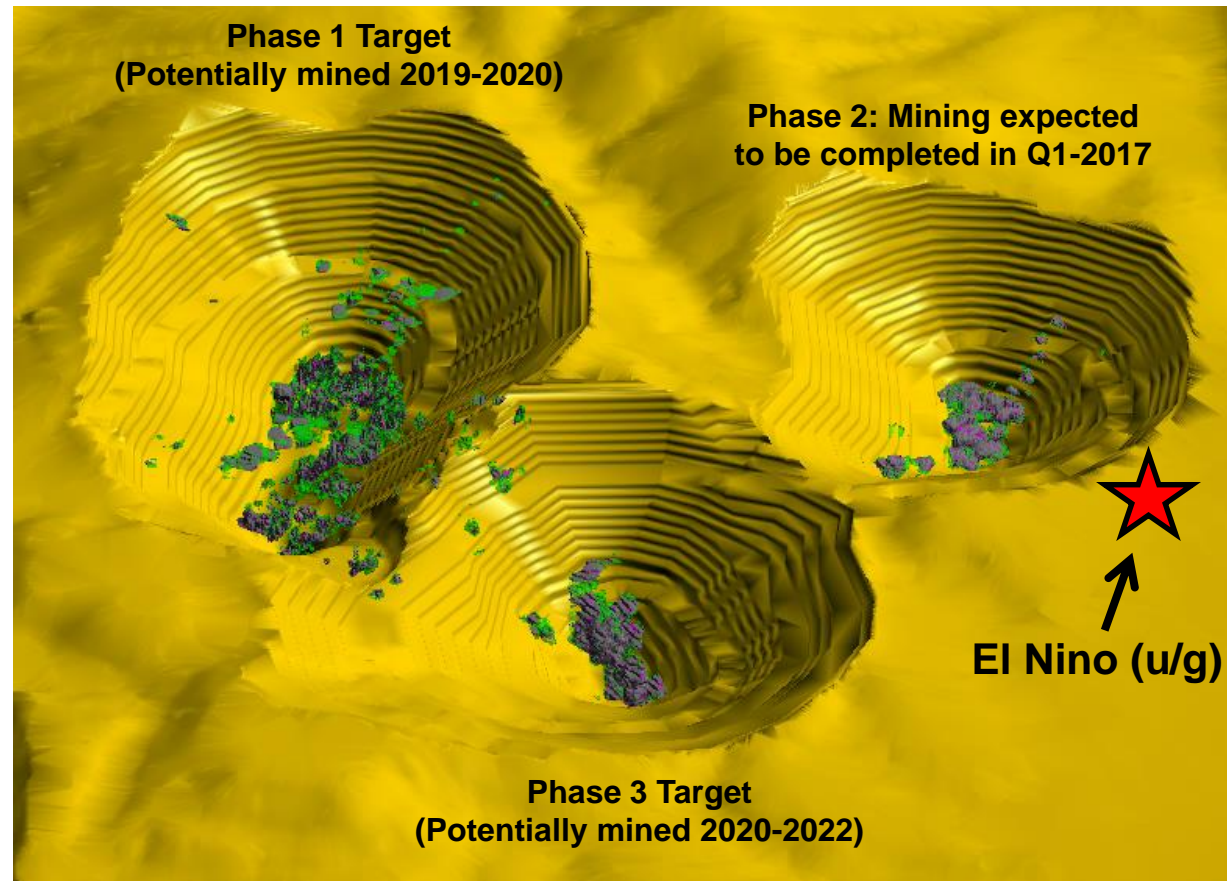 Phase 1 Target
(Potentially mined 2019-2020)
Phase 2: Mining expected
to be completed in Q1-2017
El Nino (u/g)
Phase 3 Target
(Potentially mined 2020-2022)